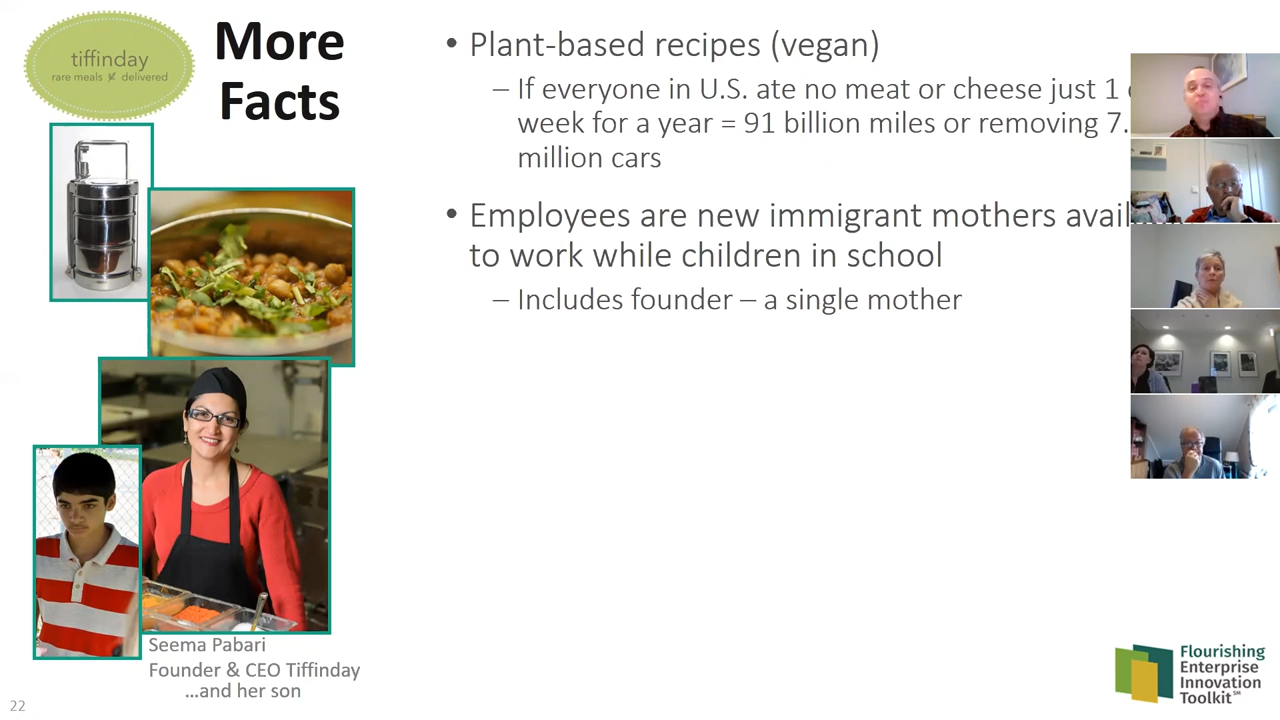 tiffinday
rare meals delivered
More
Facts
• Plant-based recipes (vegan)
– If everyone in U.S. ate no meat or cheese just 1
week for a year = 91 billion miles or removing 7.
million cars
• Employees are new immigrant mothers
to work while children in school
– Includes founder – a single mother
Seema Pabari
Founder & CEO Tiffinday
...and her son
22
Flourishing
Enterprise
Innovation
Toolkit℠